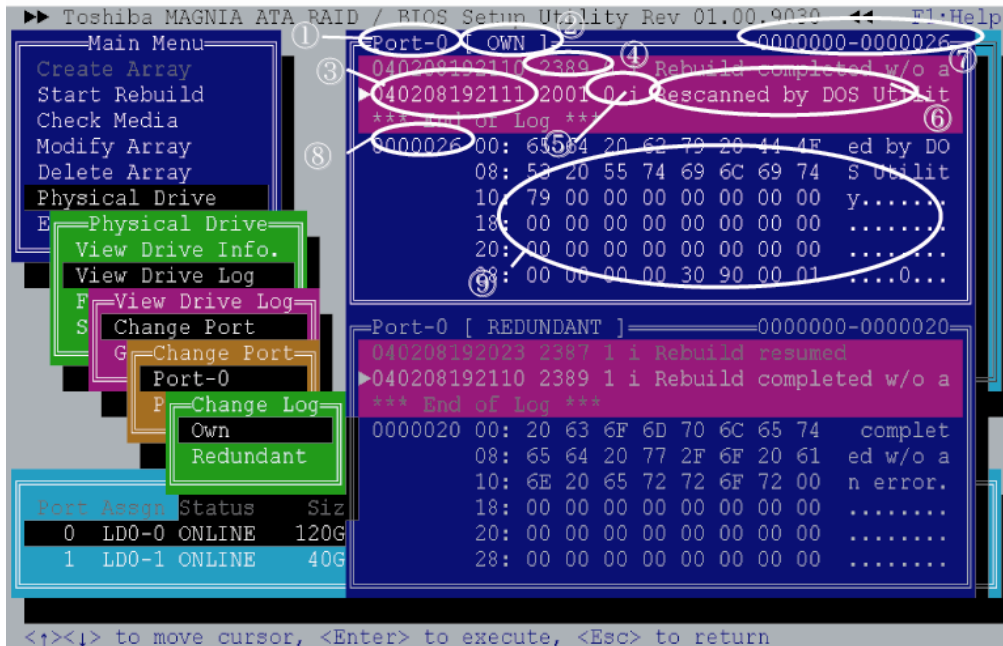 ▶▶ Toshiba MAGNIA ATA RAID / BIOS Setup Utility Rev 01.00.9030 ◀◀ F1:Help
Main Menu
Create Array
Start Rebuild
Check Media
Modify Array
Delete Array
Physical Drive
E
Physical Drive
View Drive Info.
View Drive Log
F
S
View Drive Log
Change Port
G
Change Port
Port-0
P
Change Log
Own
Redundant
Port Assgn Status Siz
0 LD0-0 ONLINE 120G
1 LD0-1 ONLINE 40G
① ② ③ ④ ⑤ ⑥ ⑦ ⑧ ⑨
Port-0 [ OWN ] 0000000-0000026
040208192110 2389 Rebuild completed w/o a
▶040208192111 2001 0 i Rescanned by DOS Utilit
*** End of Log ***
0000026 00: 65 64 20 62 79 20 44 4F ed by DO
08: 53 20 55 74 69 6C 69 74 S Utilit
10: 79 00 00 00 00 00 00 00 y.......
18: 00 00 00 00 00 00 00 00 ........
20: 00 00 00 00 00 00 00 00 ........
28: 00 00 00 00 30 90 00 01 ....0...
Port-0 [ REDUNDANT ] 0000000-0000020
040208192023 2387 1 i Rebuild resumed
▶040208192110 2389 1 i Rebuild completed w/o a
*** End of Log ***
0000020 00: 20 63 6F 6D 70 6C 65 74 complet
08: 65 64 20 77 2F 6F 20 61 ed w/o a
10: 6E 20 65 72 72 6F 72 00 n error.
18: 00 00 00 00 00 00 00 00 ........
20: 00 00 00 00 00 00 00 00 ........
28: 00 00 00 00 00 00 00 00 ........
<↑><↓> to move cursor, <Enter> to execute, <Esc> to return